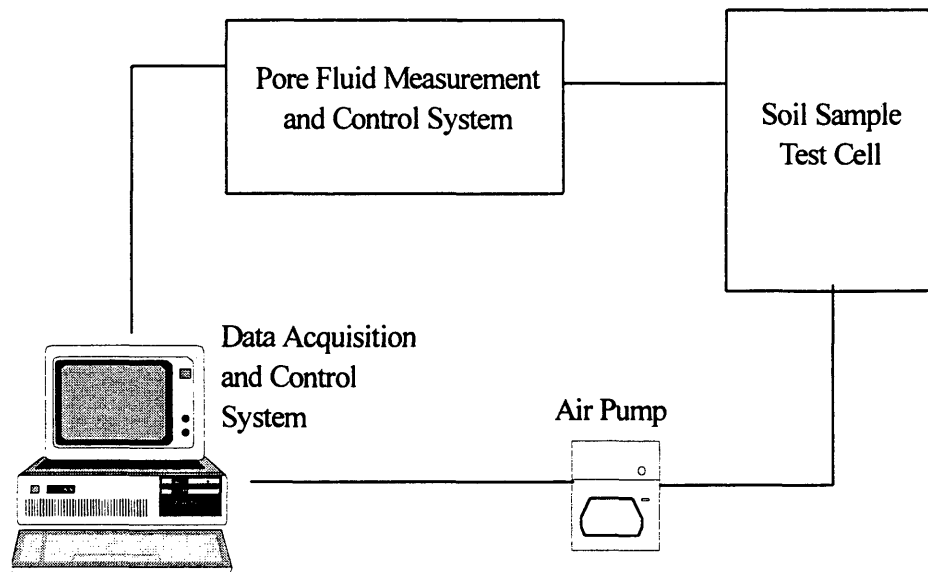 Pore Fluid Measurement
and Control System
Soil Sample
Test Cell
Data Acquisition
and Control
System
Air Pump